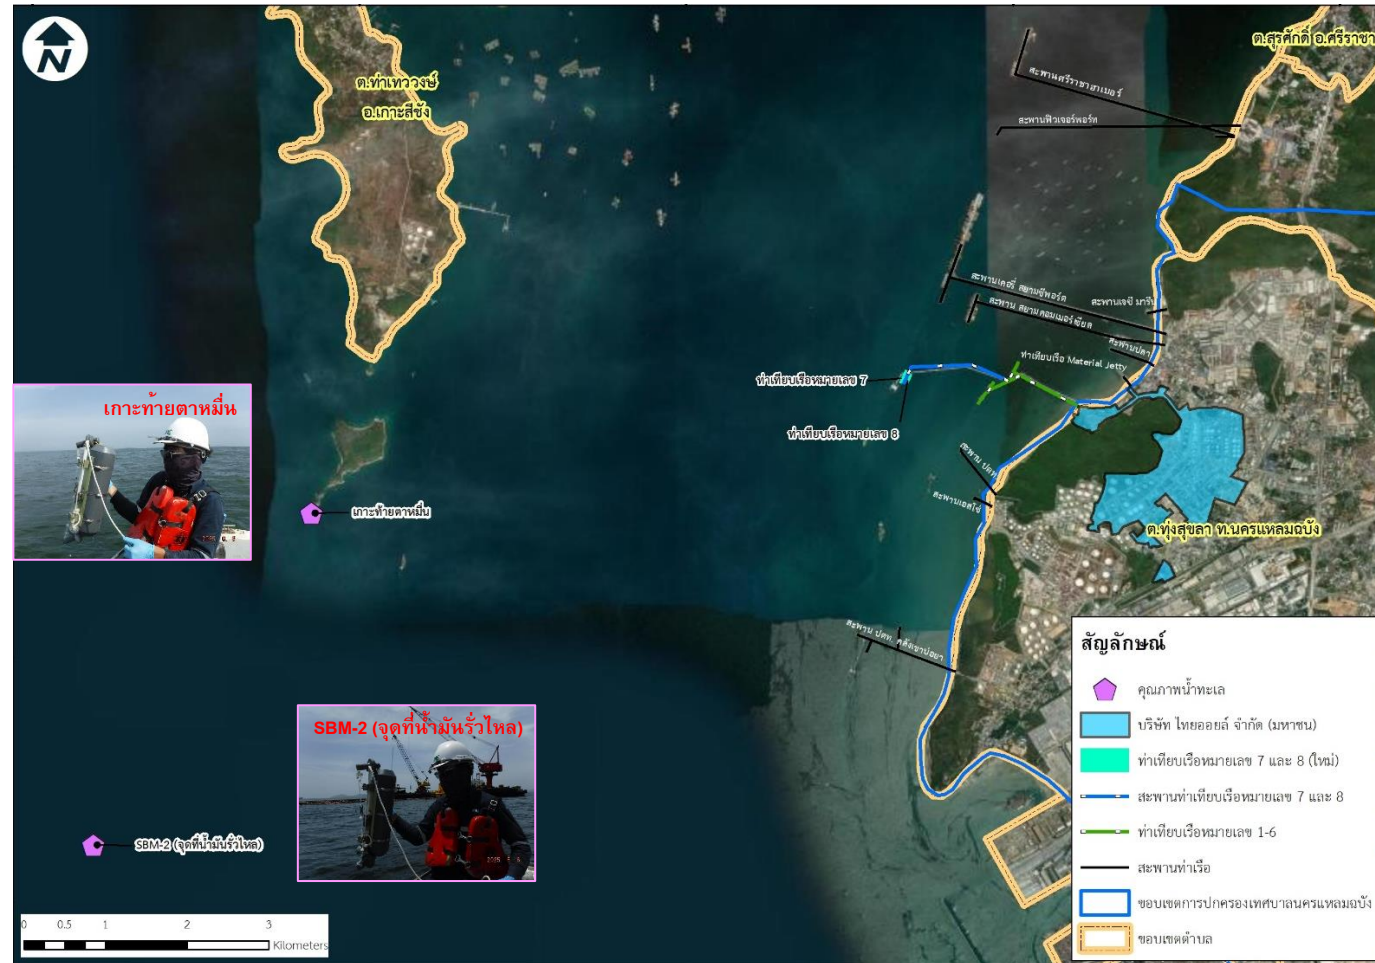 N
ต.ท่าเทววงษ์
อ.เกาะสีชัง
ต.สุรศักดิ์ อ.ศรีราชา
สะพานศรีราชาฮาเบอร์
สะพานฟิวเจอร์พอร์ท
สะพานเคอรี่ สยามซีพอร์ต
สะพาน สยามคอมเมอร์เชียล
สะพานเจซี มารีน
สะพานปลา
ท่าเทียบเรือ Material Jetty
ท่าเทียบเรือหมายเลข 7
ท่าเทียบเรือหมายเลข 8
เกาะท้ายตาหมื่น
เกาะท้ายตาหมื่น
สะพาน ปตท.
สะพานเอสโซ่
ต.ทุ่งสุขลา ท.นครแหลมฉบัง
สะพาน ปตท. คลังเขาบ่อยา
SBM-2 (จุดที่น้ำมันรั่วไหล)
SBM-2 (จุดที่น้ำมันรั่วไหล)
สัญลักษณ์
คุณภาพน้ำทะเล
บริษัท ไทยออยล์ จำกัด (มหาชน)
ท่าเทียบเรือหมายเลข 7 และ 8 (ใหม่)
สะพานท่าเทียบเรือหมายเลข 7 และ 8
ท่าเทียบเรือหมายเลข 1-6
สะพานท่าเรือ
ขอบเขตการปกครองเทศบาลนครแหลมฉบัง
ขอบเขตตำบล
0 0.5 1 2 3
Kilometers